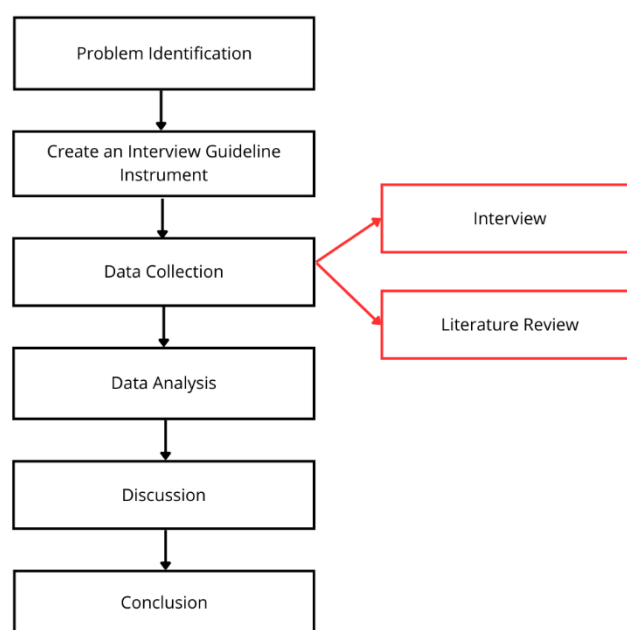 Problem Identification
Create an Interview Guideline
Instrument
Data Collection
Interview
Literature Review
Data Analysis
Discussion
Conclusion